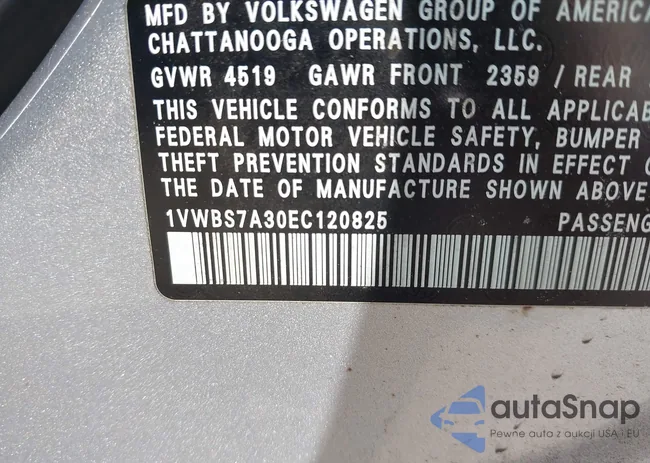 MFD BY VOLKSWAGEN GROUP OF AMERICA
CHATTANOOGA OPERATIONS, LLC.
GVWR 4519 GAWR FRONT 2359 / REAR
THIS VEHICLE CONFORMS TO ALL APPLICAB
FEDERAL MOTOR VEHICLE SAFETY, BUMPER
THEFT PREVENTION STANDARDS IN EFFECT O
THE DATE OF MANUFACTURE SHOWN ABOVE
1VWBS7A30EC120825 PASSENG
autaSnap
Pewne auta z aukcji USA i EU